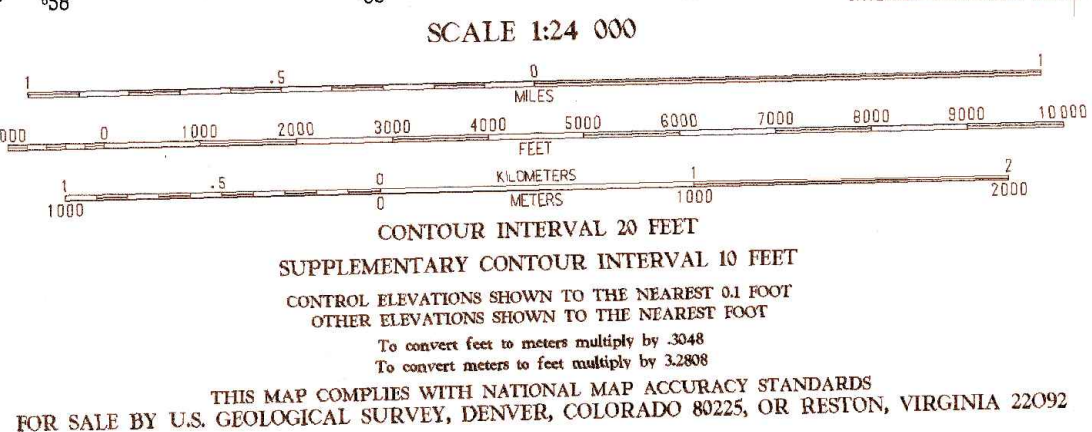 SCALE 1:24 000
1 .5 0 1
MILES
0 1000 2000 3000 4000 5000 6000 7000 8000 9000 10 000
FEET
1 .5 0 KILOMETERS 1 2
1000 0 METERS 1000 2000
CONTOUR INTERVAL 20 FEET
SUPPLEMENTARY CONTOUR INTERVAL 10 FEET
CONTROL ELEVATIONS SHOWN TO THE NEAREST 0.1 FOOT
OTHER ELEVATIONS SHOWN TO THE NEAREST FOOT
To convert feet to meters multiply by .3048
To convert meters to feet multiply by 3.2808
THIS MAP COMPLIES WITH NATIONAL MAP ACCURACY STANDARDS
FOR SALE BY U.S. GEOLOGICAL SURVEY, DENVER, COLORADO 80225, OR RESTON, VIRGINIA 22092